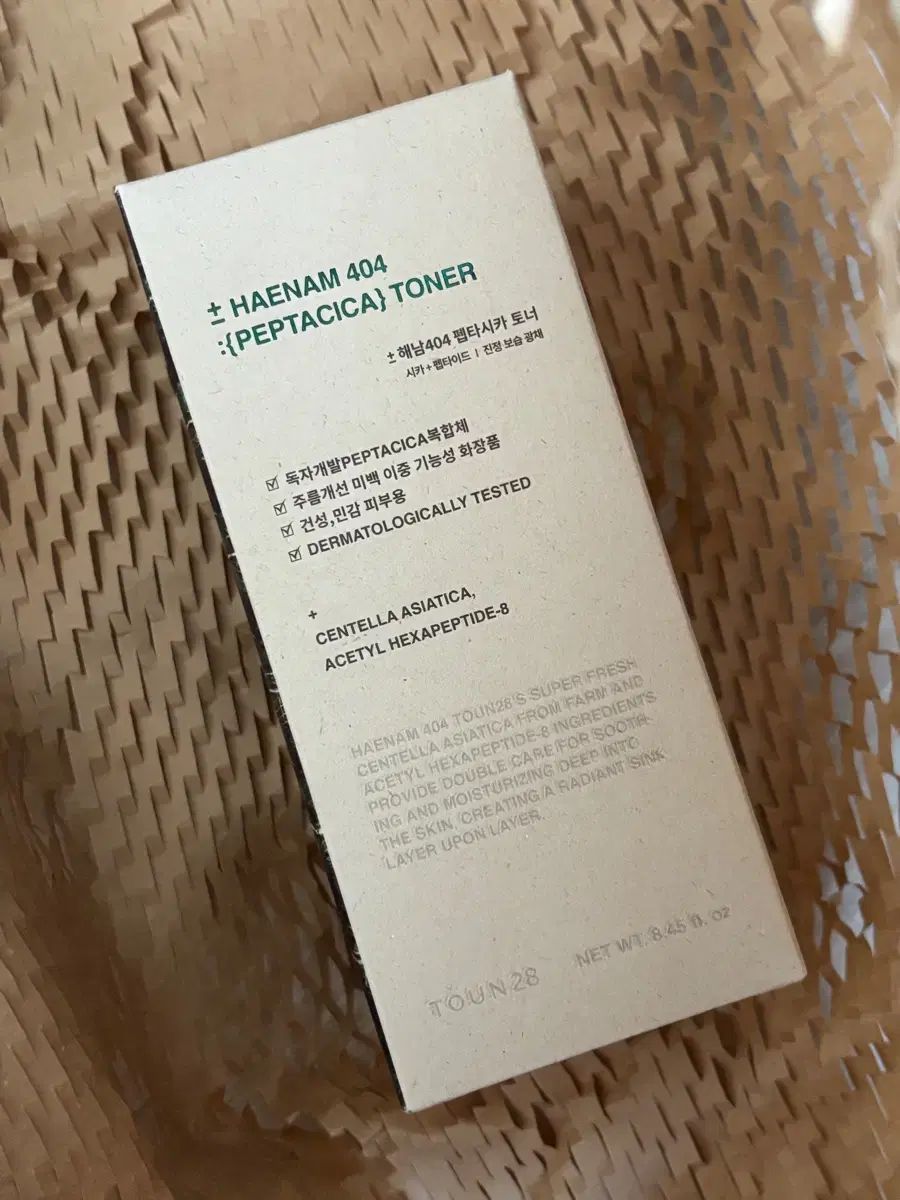 ± HAENAM 404
:{PEPTACICA} TONER
± 해남404 펩타시카 토너
시카+펩타이드 | 진정 보습 광채
☑ 독자개발PEPTACICA복합체
☑ 주름개선 미백 이중 기능성 화장품
☑ 건성,민감 피부용
☑ DERMATOLOGICALLY TESTED
+
CENTELLA ASIATICA,
ACETYL HEXAPEPTIDE-8
HAENAM 404 TOUN28'S SUPER FRESH
CENTELLA ASIATICA FROM FARM AND
ACETYL HEXAPEPTIDE-8 INGREDIENTS
PROVIDE DOUBLE CARE FOR SOOTH-
ING AND MOISTURIZING DEEP INTO
THE SKIN, CREATING A RADIANT SINK
LAYER UPON LAYER.
TOUN28
NET WT. 8.45 fl. oz